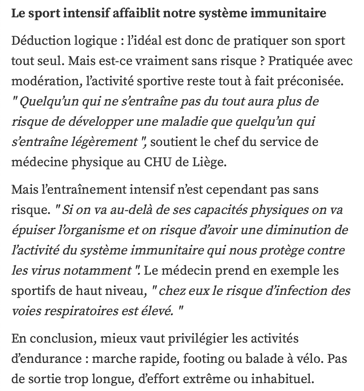 Le sport intensif affaiblit notre système immunitaire
Déduction logique : l'idéal est donc de pratiquer son sport
tout seul. Mais est-ce vraiment sans risque ? Pratiquée avec
modération, l'activité sportive reste tout à fait préconisée.
" Quelqu'un qui ne s'entraîne pas du tout aura plus de
risque de développer une maladie que quelqu'un qui
s'entraîne légèrement ", soutient le chef du service de
médecine physique au CHU de Liège.
Mais l'entraînement intensif n'est cependant pas sans
risque. " Si on va au-delà de ses capacités physiques on va
épuiser l'organisme et on risque d'avoir une diminution de
l'activité du système immunitaire qui nous protège contre
les virus notamment ". Le médecin prend en exemple les
sportifs de haut niveau, " chez eux le risque d'infection des
voies respiratoires est élevé. "
En conclusion, mieux vaut privilégier les activités
d'endurance : marche rapide, footing ou balade à vélo. Pas
de sortie trop longue, d'effort extrême ou inhabituel.